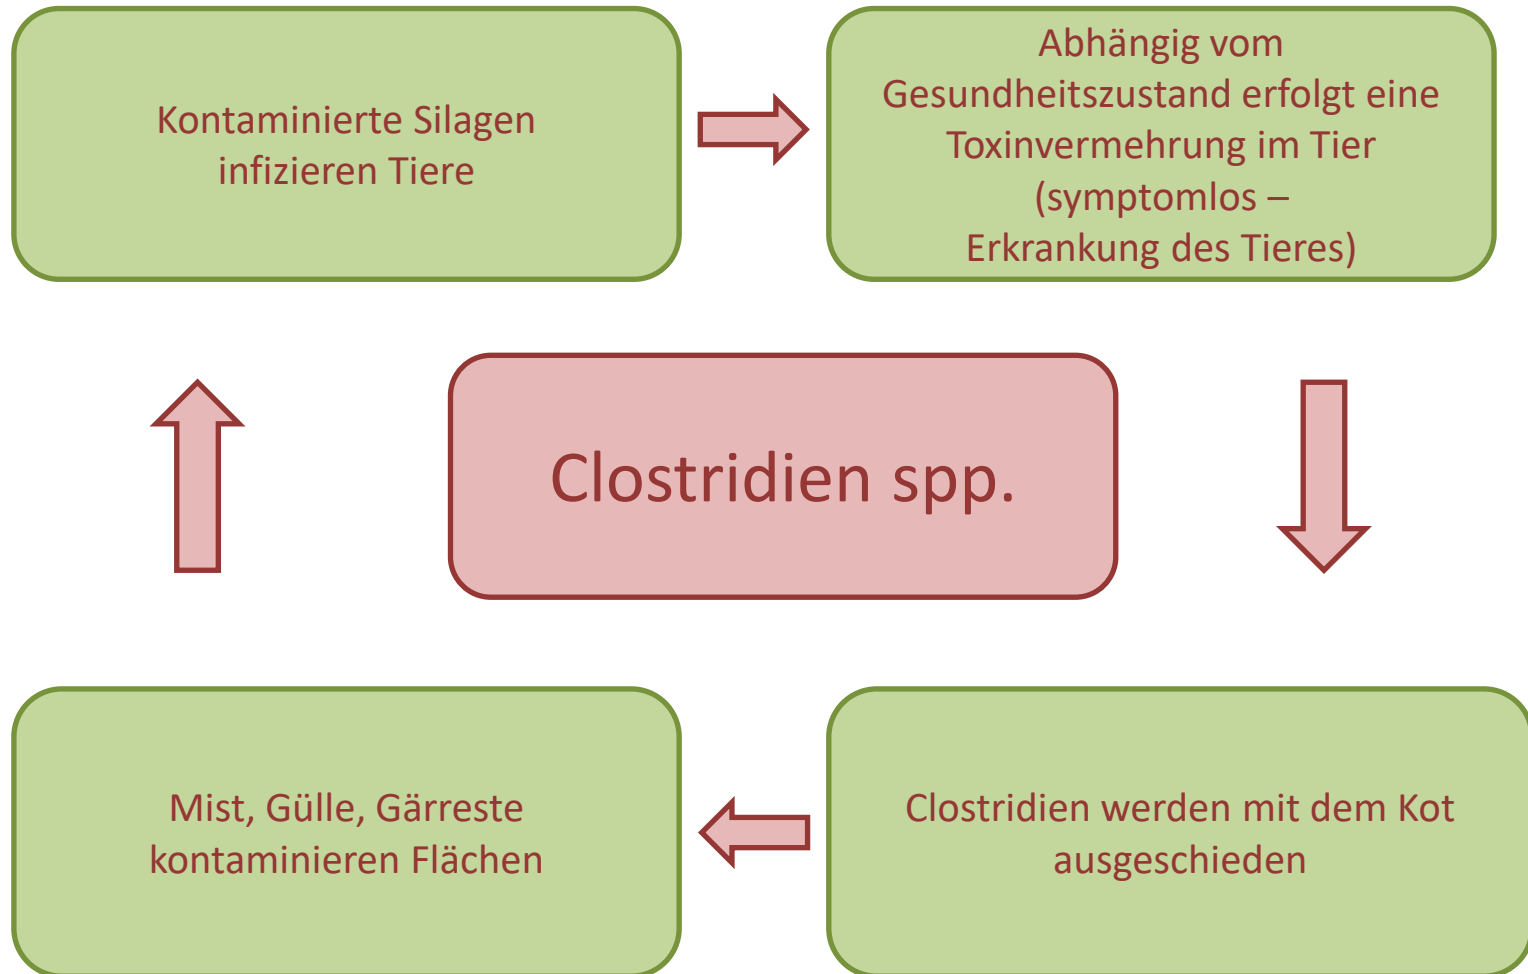 Kontaminierte Silagen
infizieren Tiere
Abhängig vom
Gesundheitszustand erfolgt eine
Toxinvermehrung im Tier
(symptomlos –
Erkrankung des Tieres)
Clostridien spp.
Mist, Gülle, Gärreste
kontaminieren Flächen
Clostridien werden mit dem Kot
ausgeschieden